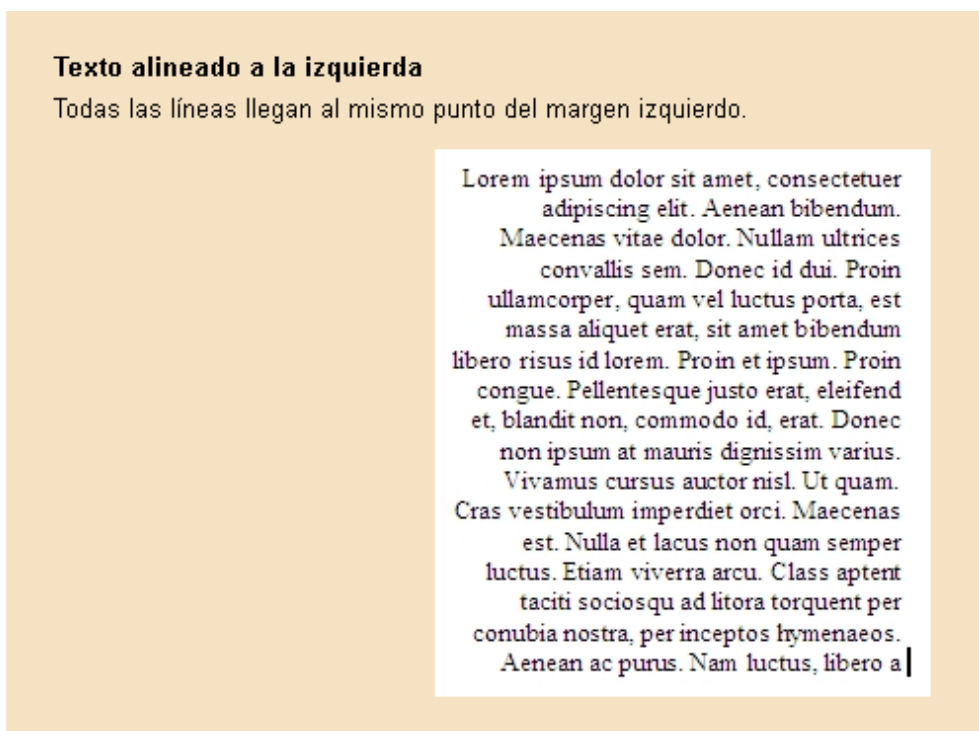 Texto alineado a la izquierda
Todas las líneas llegan al mismo punto del margen izquierdo.
Lorem ipsum dolor sit amet, consectetuer
adipiscing elit. Aenean bibendum.
Maecenas vitae dolor. Nullam ultrices
convallis sem. Donec id dui. Proin
ullamcorper, quam vel luctus porta, est
massa aliquet erat, sit amet bibendum
libero risus id lorem. Proin et ipsum. Proin
congue. Pellentesque justo erat, eleifend
et, blandit non, commodo id, erat. Donec
non ipsum at mauris dignissim varius.
Vivamus cursus auctor nisl. Ut quam.
Cras vestibulum imperdiet orci. Maecenas
est. Nulla et lacus non quam semper
luctus. Etiam viverra arcu. Class aptent
taciti sociosqu ad litora torquent per
conubia nostra, per inceptos hymenaeos.
Aenean ac purus. Nam luctus, libero a